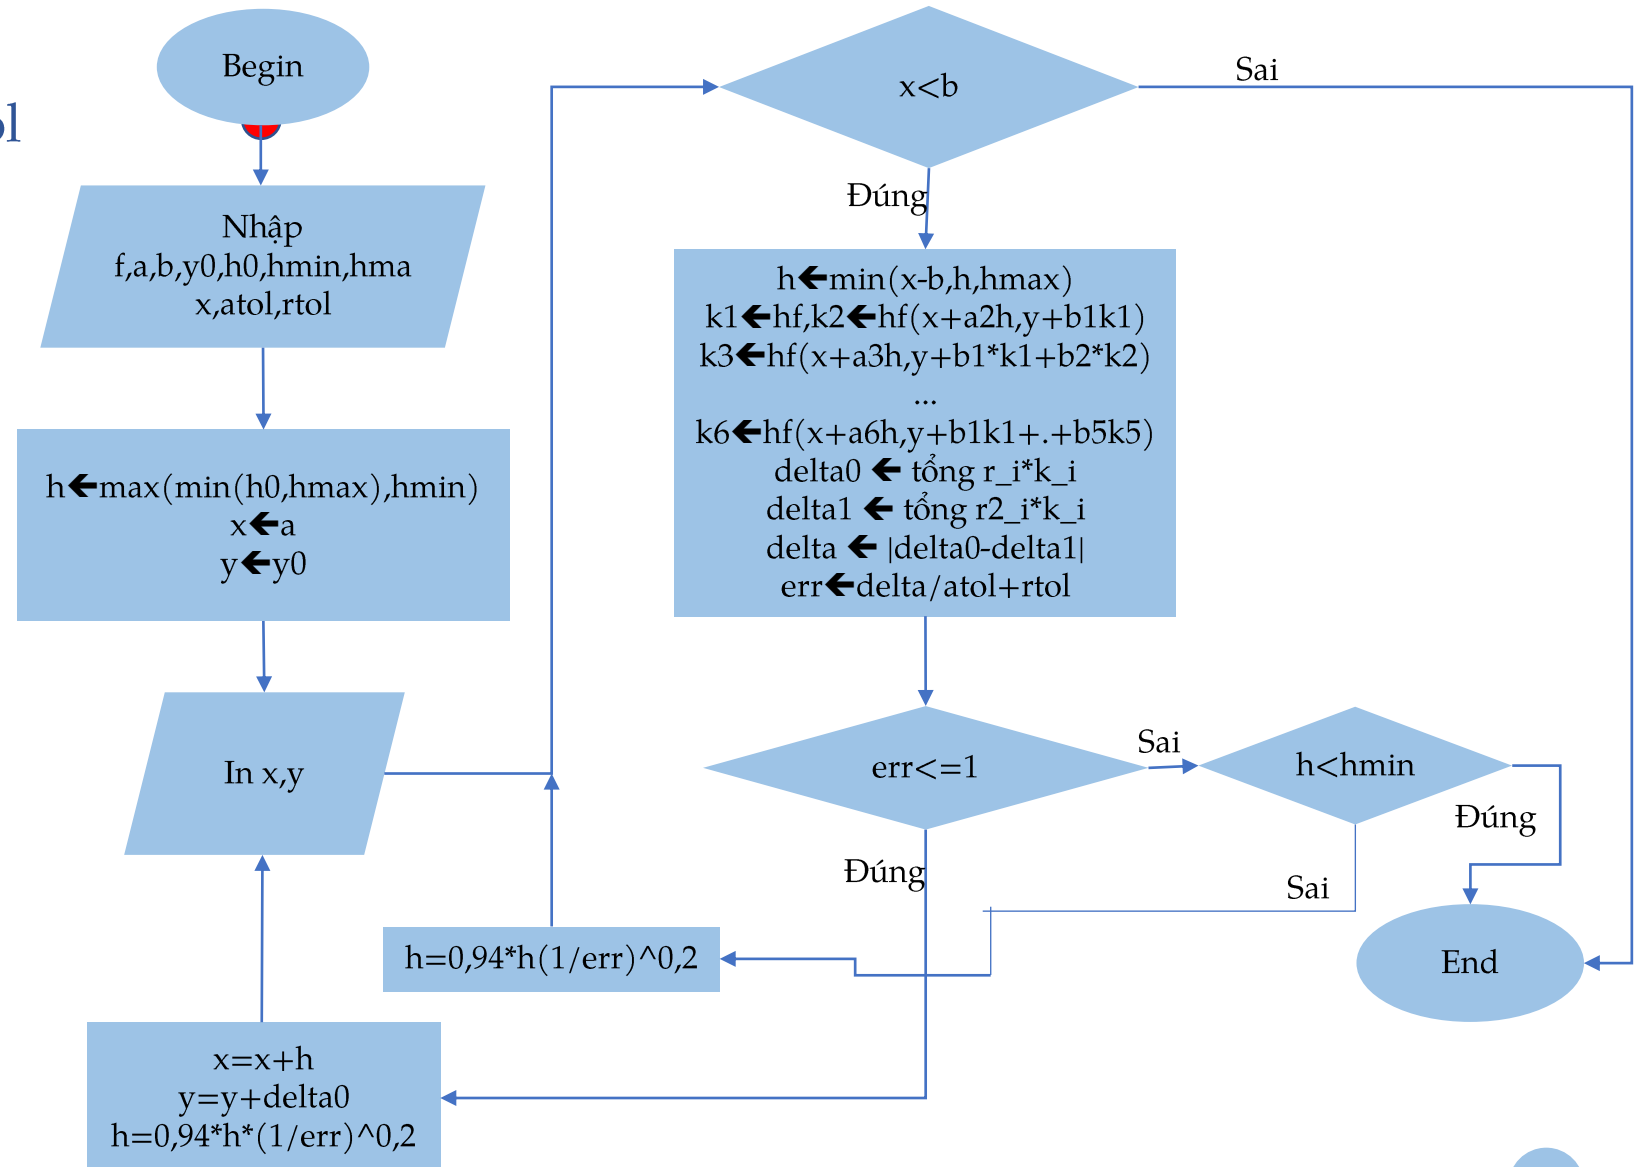 Begin
Nhập
f,a,b,y0,h0,hmin,hma
x,atol,rtol
h🡸max(min(h0,hmax),hmin)
x🡸a
y🡸y0
In x,y
x<b
Sai
Đúng
h🡸min(x-b,h,hmax)
k1🡸hf,k2🡸hf(x+a2h,y+b1k1)
k3🡸hf(x+a3h,y+b1*k1+b2*k2)
...
k6🡸hf(x+a6h,y+b1k1+.+b5k5)
delta0 🡸 tổng r_i*k_i
delta1 🡸 tổng r2_i*k_i
delta 🡸 |delta0-delta1|
err🡸delta/atol+rtol
err<=1
Sai
h<hmin
Đúng
Đúng
Sai
h=0,94*h(1/err)^0,2
End
x=x+h
y=y+delta0
h=0,94*h*(1/err)^0,2